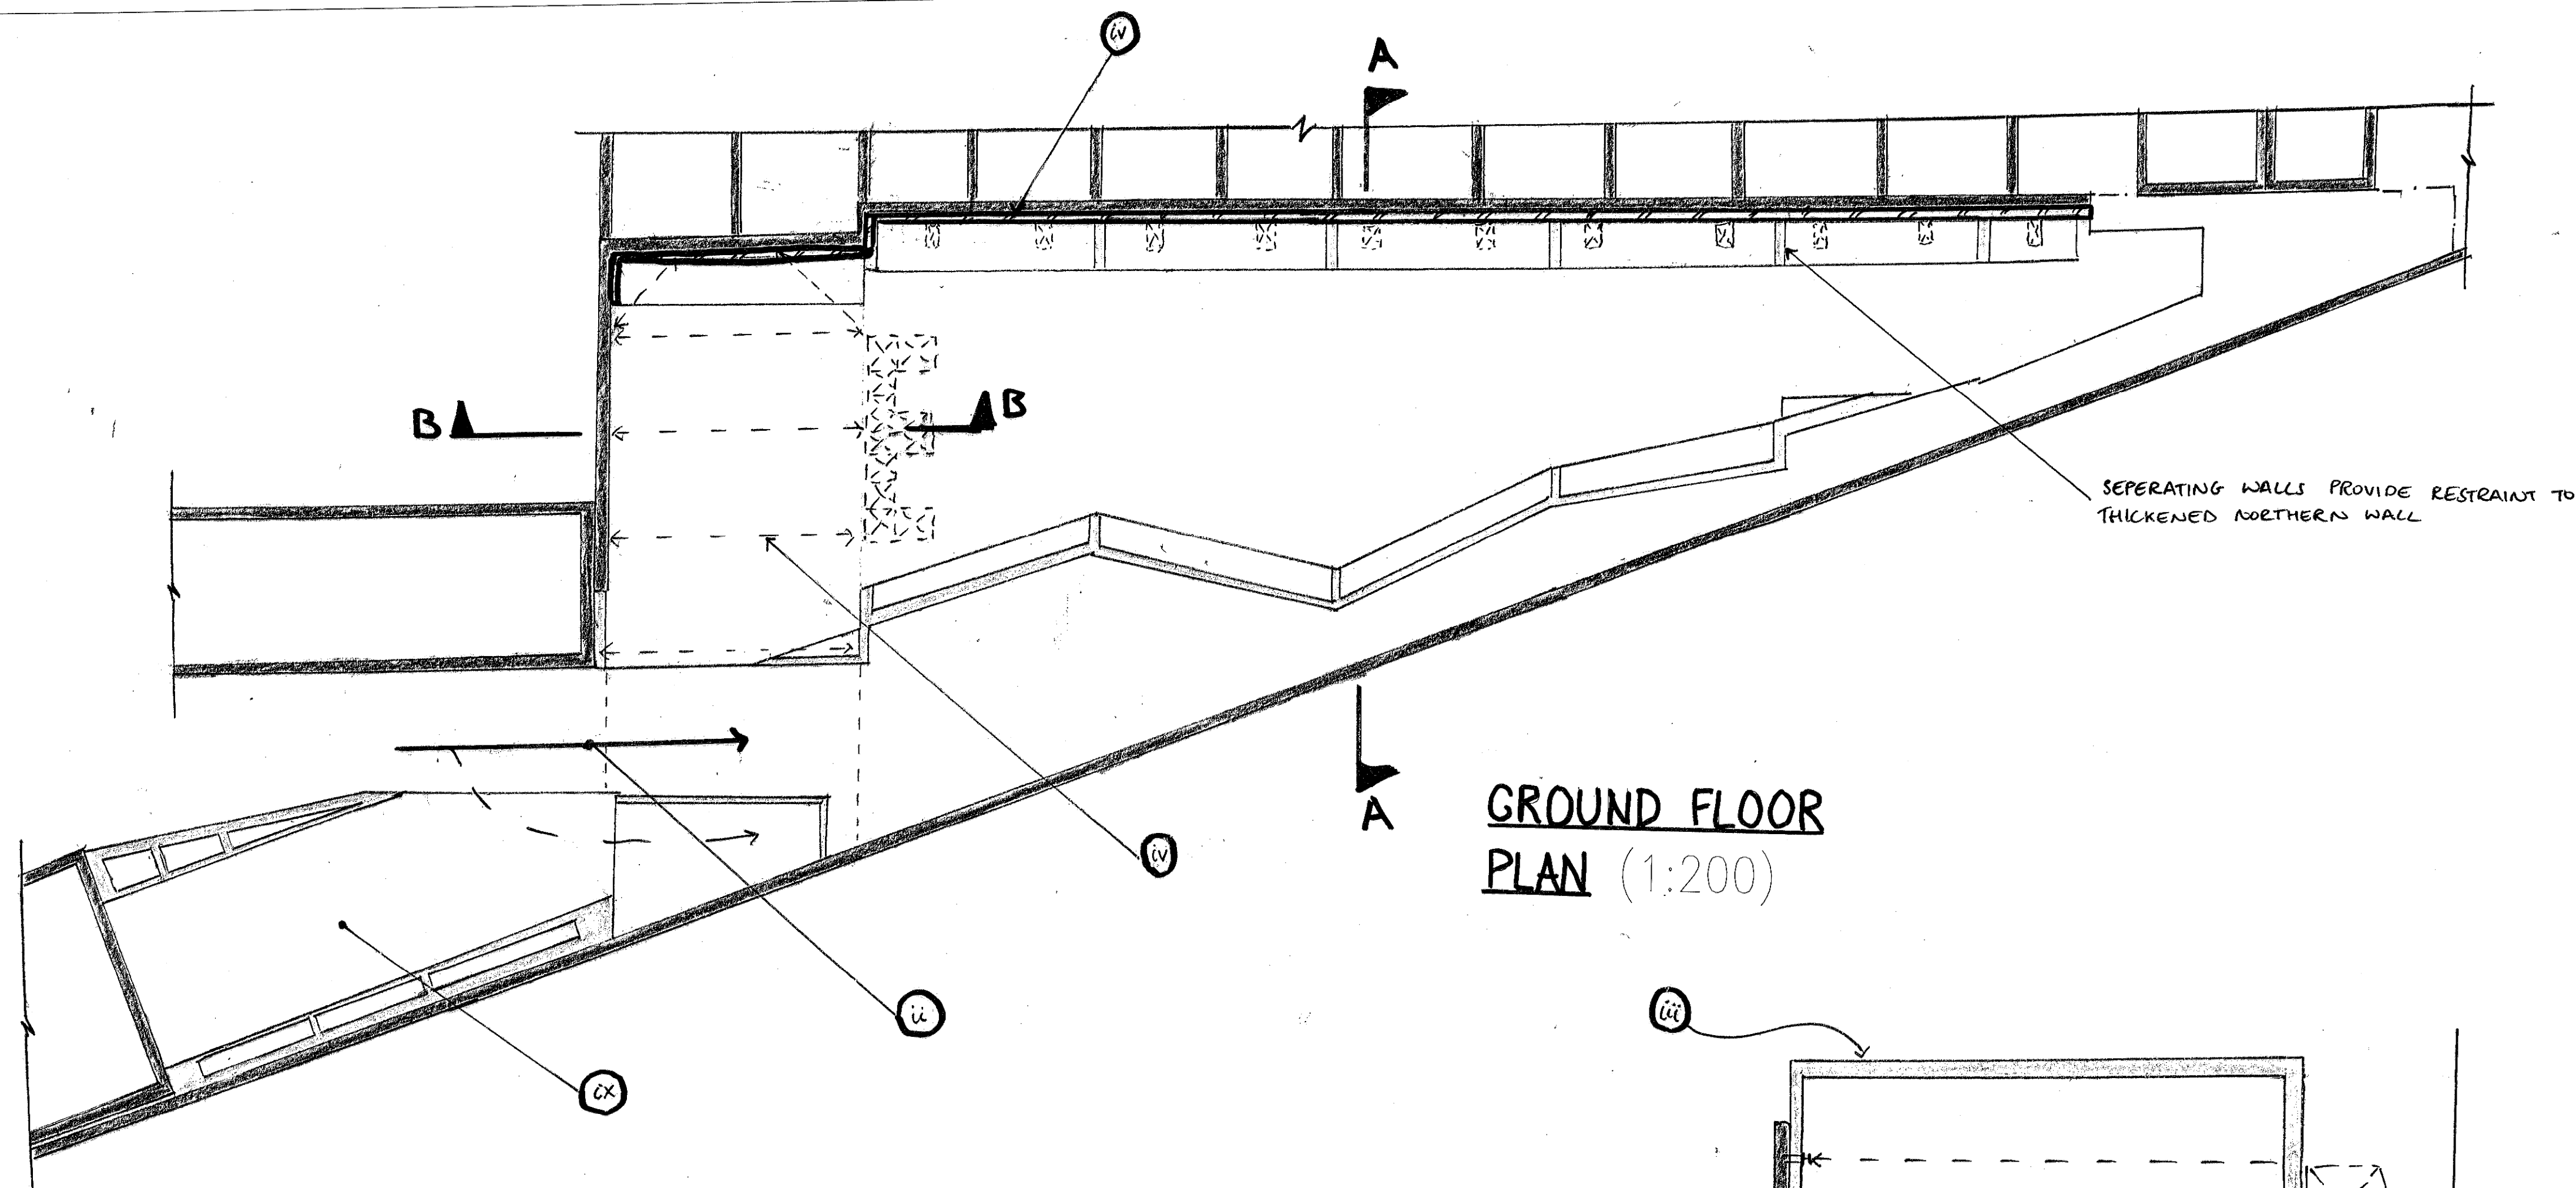 iv
A
B
B
SEPERATING WALLS PROVIDE RESTRAINT TO
THICKENED NORTHERN WALL
A
GROUND FLOOR
PLAN (1:200)
iv
ii
iii
ix